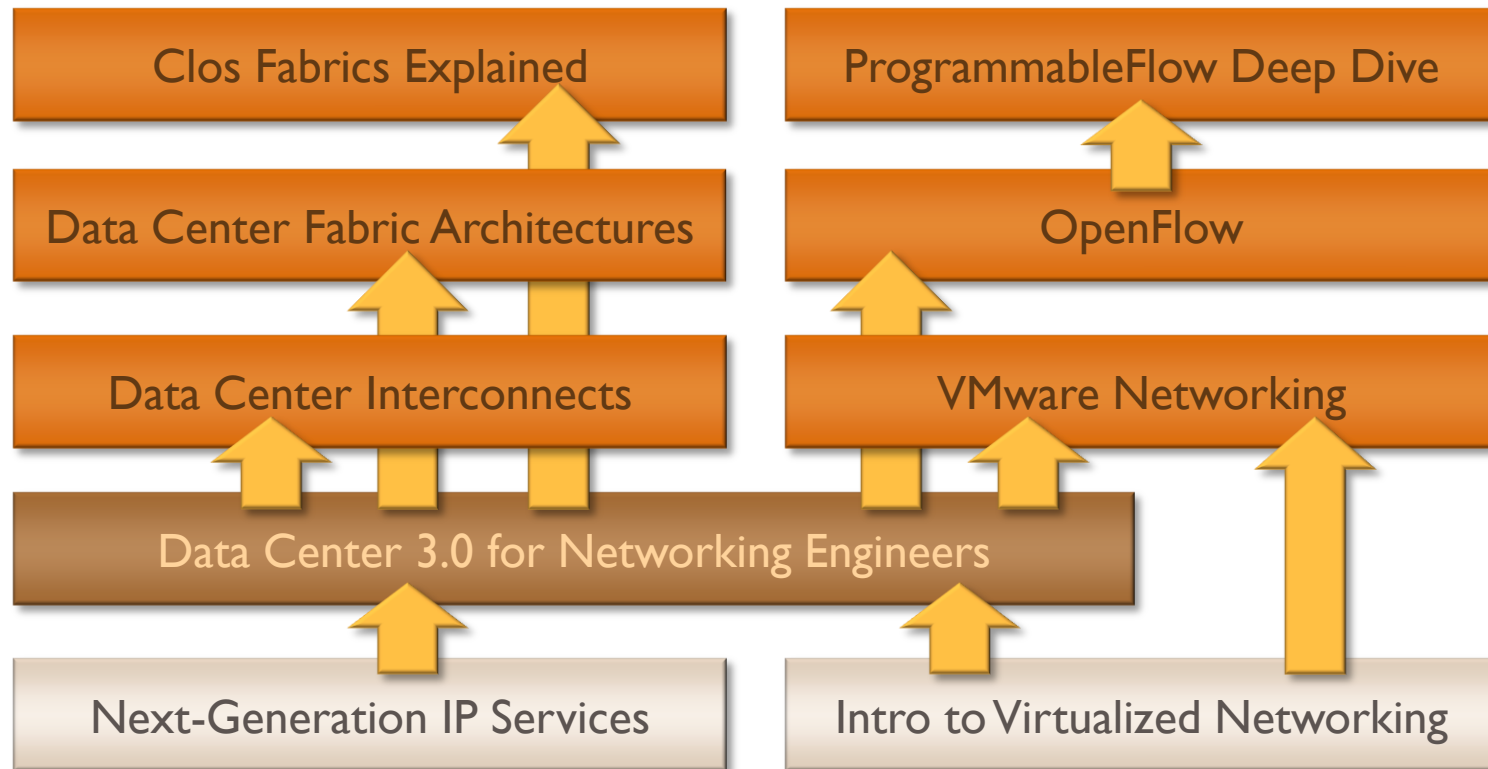 Clos Fabrics Explained
ProgrammableFlow Deep Dive
Data Center Fabric Architectures
OpenFlow
Data Center Interconnects
VMware Networking
Data Center 3.0 for Networking Engineers
Next-Generation IP Services
Intro to Virtualized Networking